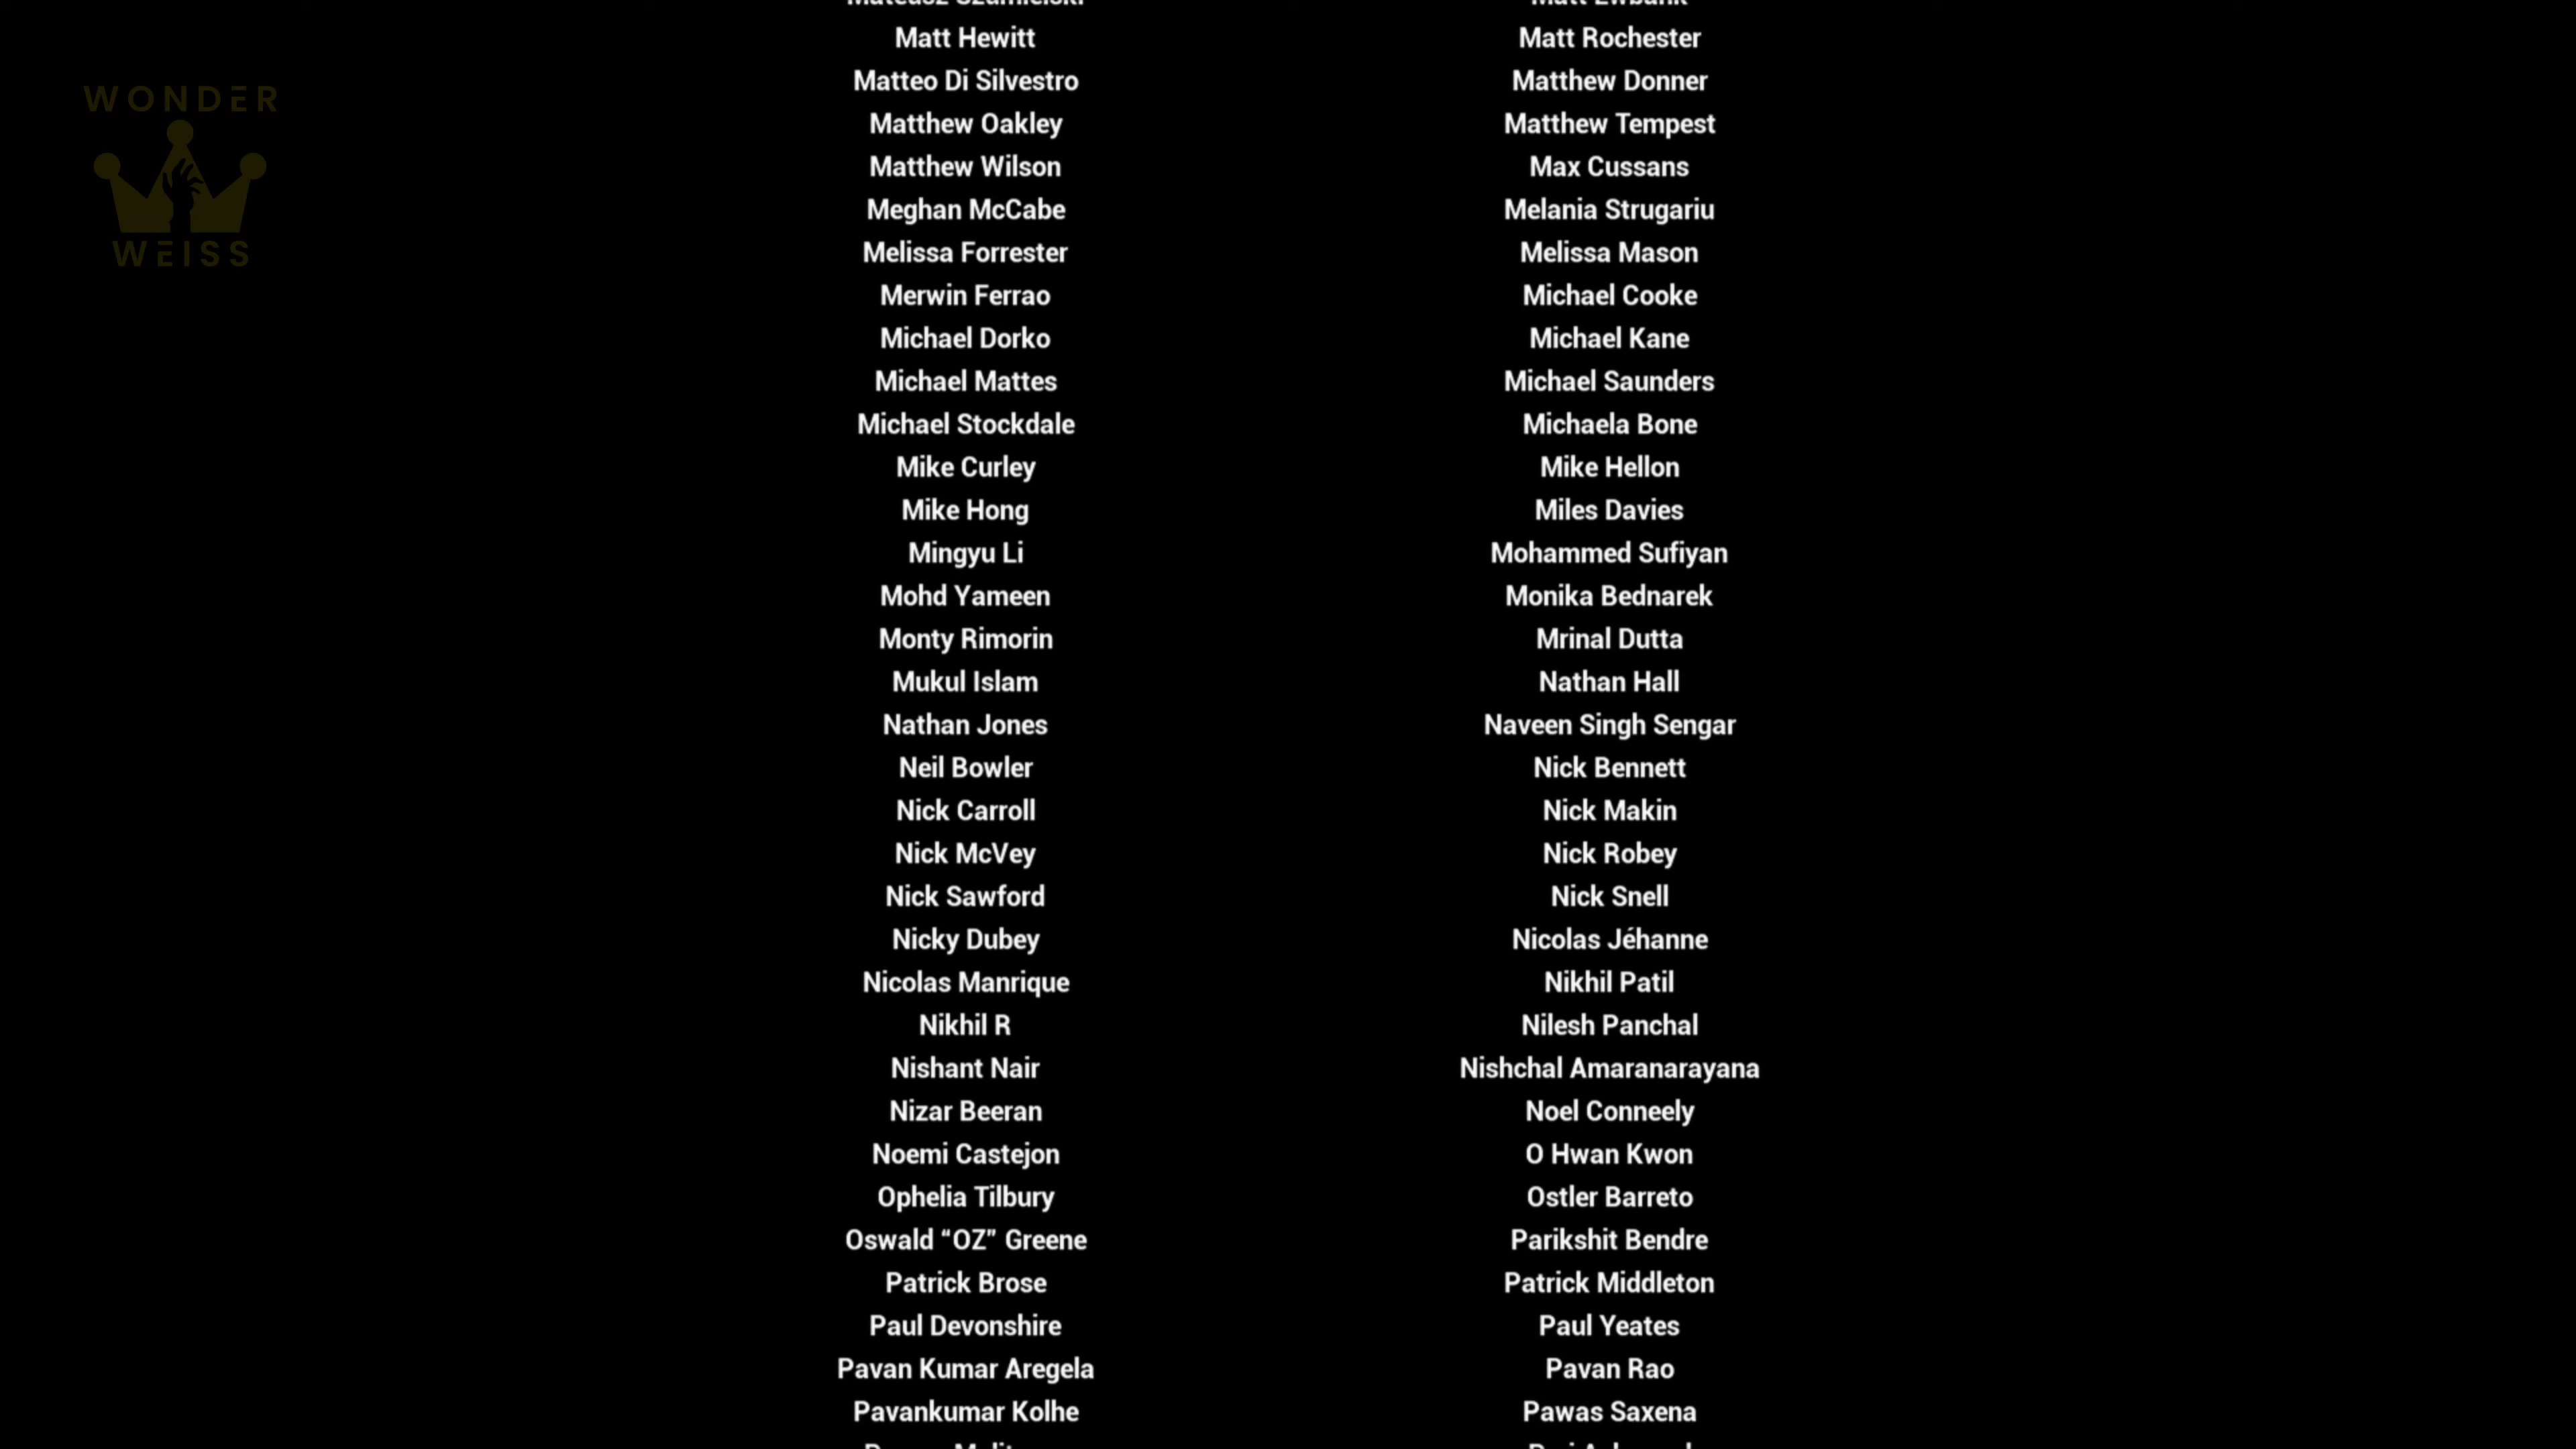 WONDER
WEISS
Matt Hewitt Matt Rochester
Matteo Di Silvestro Matthew Donner
Matthew Oakley Matthew Tempest
Matthew Wilson Max Cussans
Meghan McCabe Melania Strugariu
Melissa Forrester Melissa Mason
Merwin Ferrao Michael Cooke
Michael Dorko Michael Kane
Michael Mattes Michael Saunders
Michael Stockdale Michaela Bone
Mike Curley Mike Hellon
Mike Hong Miles Davies
Mingyu Li Mohammed Sufiyan
Mohd Yameen Monika Bednarek
Monty Rimorin Mrinal Dutta
Mukul Islam Nathan Hall
Nathan Jones Naveen Singh Sengar
Neil Bowler Nick Bennett
Nick Carroll Nick Makin
Nick McVey Nick Robey
Nick Sawford Nick Snell
Nicky Dubey Nicolas Jéhanne
Nicolas Manrique Nikhil Patil
Nikhil R Nilesh Panchal
Nishant Nair Nishchal Amaranarayana
Nizar Beeran Noel Conneely
Noemi Castejon O Hwan Kwon
Ophelia Tilbury Ostler Barreto
Oswald “OZ” Greene Parikshit Bendre
Patrick Brose Patrick Middleton
Paul Devonshire Paul Yeates
Pavan Kumar Aregela Pavan Rao
Pavankumar Kolhe Pawas Saxena